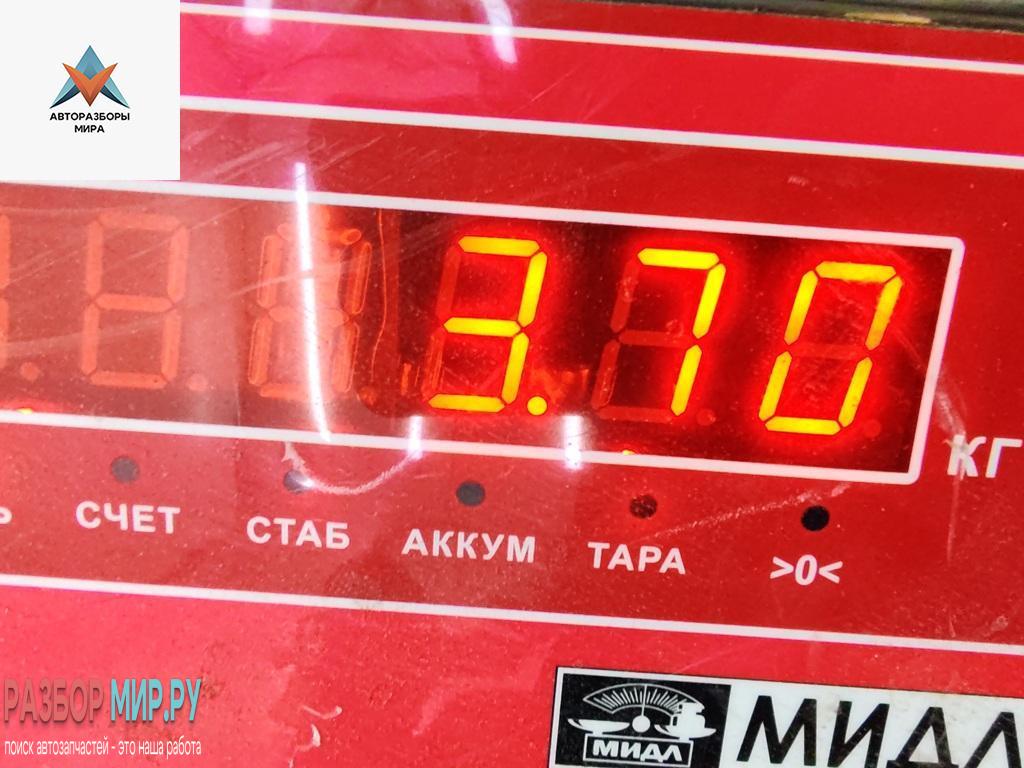 АВТОРАЗБОРЫ
МИРА
3.70
КГ
СЧЕТ
СТАБ
АККУМ
ТАРА
>0<
РАЗБОР МИР.РУ
поиск автозапчастей - это наша работа
МИДЛ
МИДЛ